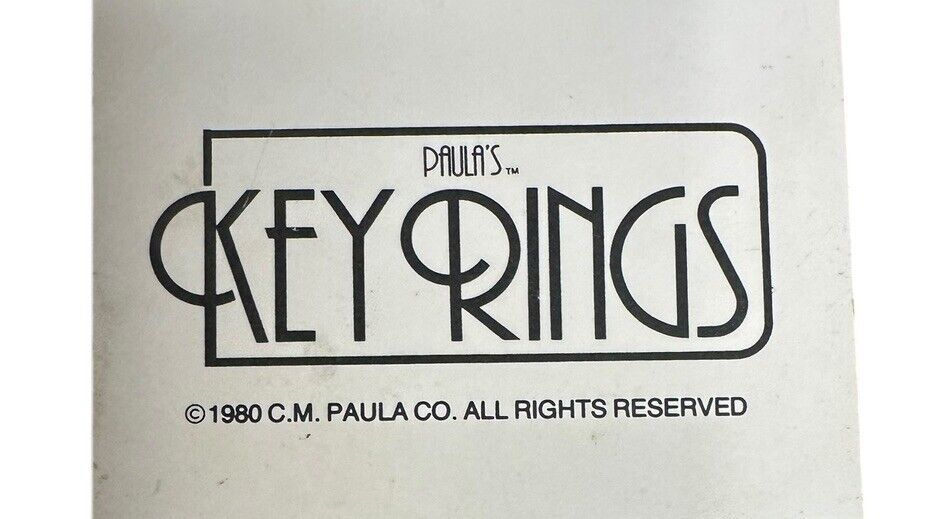 PAULA'S™
KEY RINGS
© 1980 C.M. PAULA CO. ALL RIGHTS RESERVED